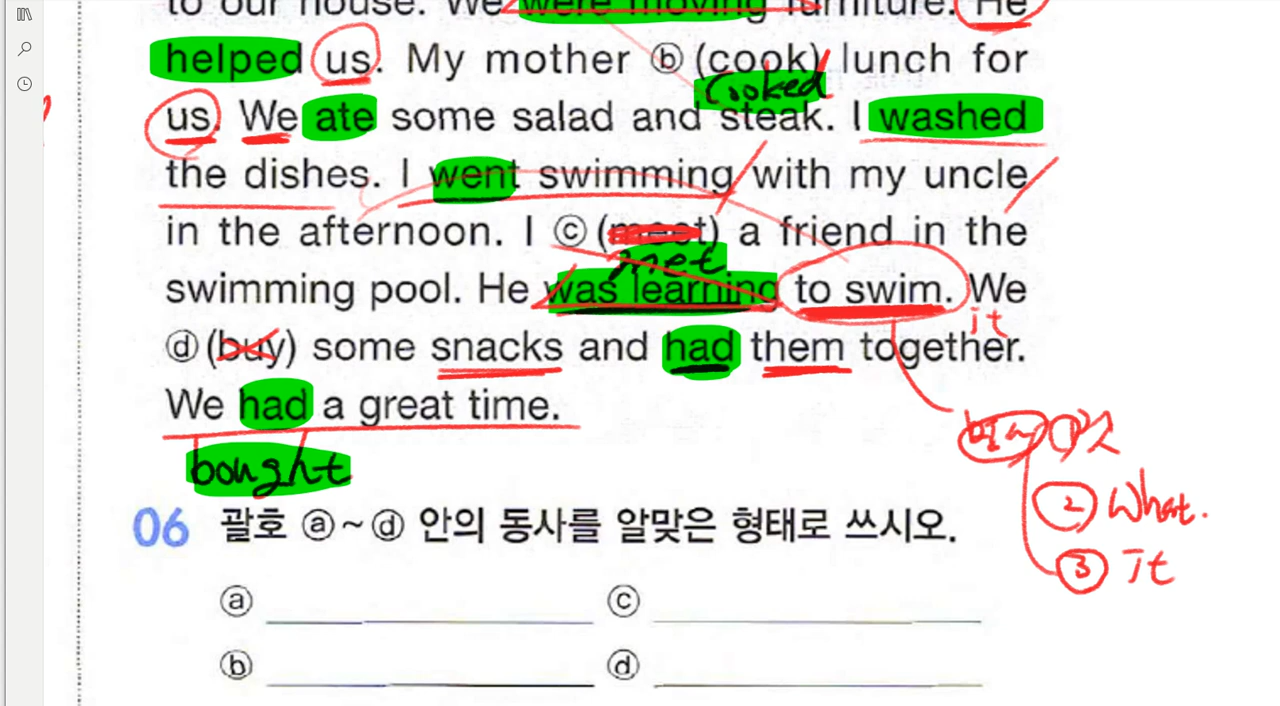 to our house. We were moving furniture. He
helped us. My mother ⓑ (cook) lunch for
cooked
us. We ate some salad and steak. I washed
the dishes. I went swimming with my uncle
in the afternoon. I ⓒ (meet) a friend in the
met
swimming pool. He was learning to swim. We
it
ⓓ (buy) some snacks and had them together.
We had a great time.
bought
명사
② What.
③ it
06 괄호 ⓐ~ⓓ 안의 동사를 알맞은 형태로 쓰시오.
ⓐ ⓒ
ⓑ ⓓ